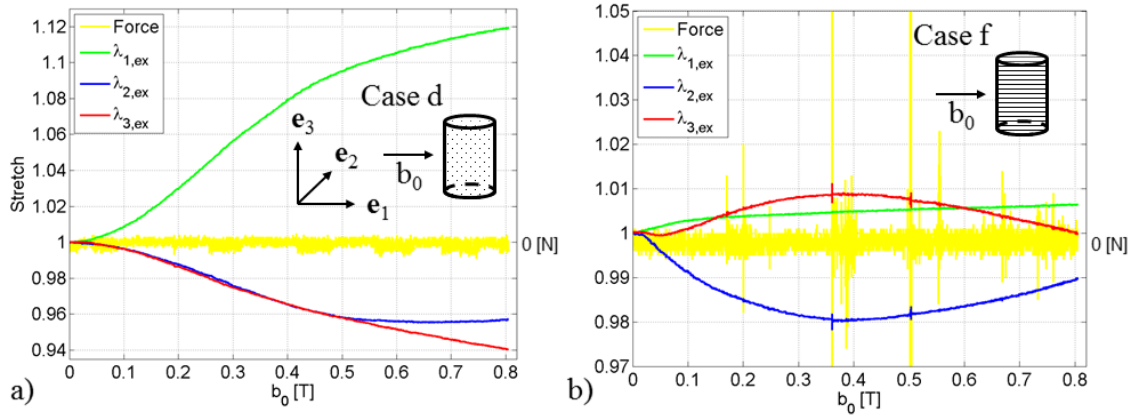 Force
λ1,ex
λ2,ex
λ3,ex
Case d
e3
e2
e1
b0
Stretch
1.12
1.1
1.08
1.06
1.04
1.02
1
0.98
0.96
0.94
0 [N]
0 0.1 0.2 0.3 0.4 0.5 0.6 0.7 0.8
b0 [T]
a)
Force
λ1,ex
λ2,ex
λ3,ex
Case f
b0
1.05
1.04
1.03
1.02
1.01
1
0.99
0.98
0.97
0 [N]
0 0.1 0.2 0.3 0.4 0.5 0.6 0.7 0.8
b0 [T]
b)